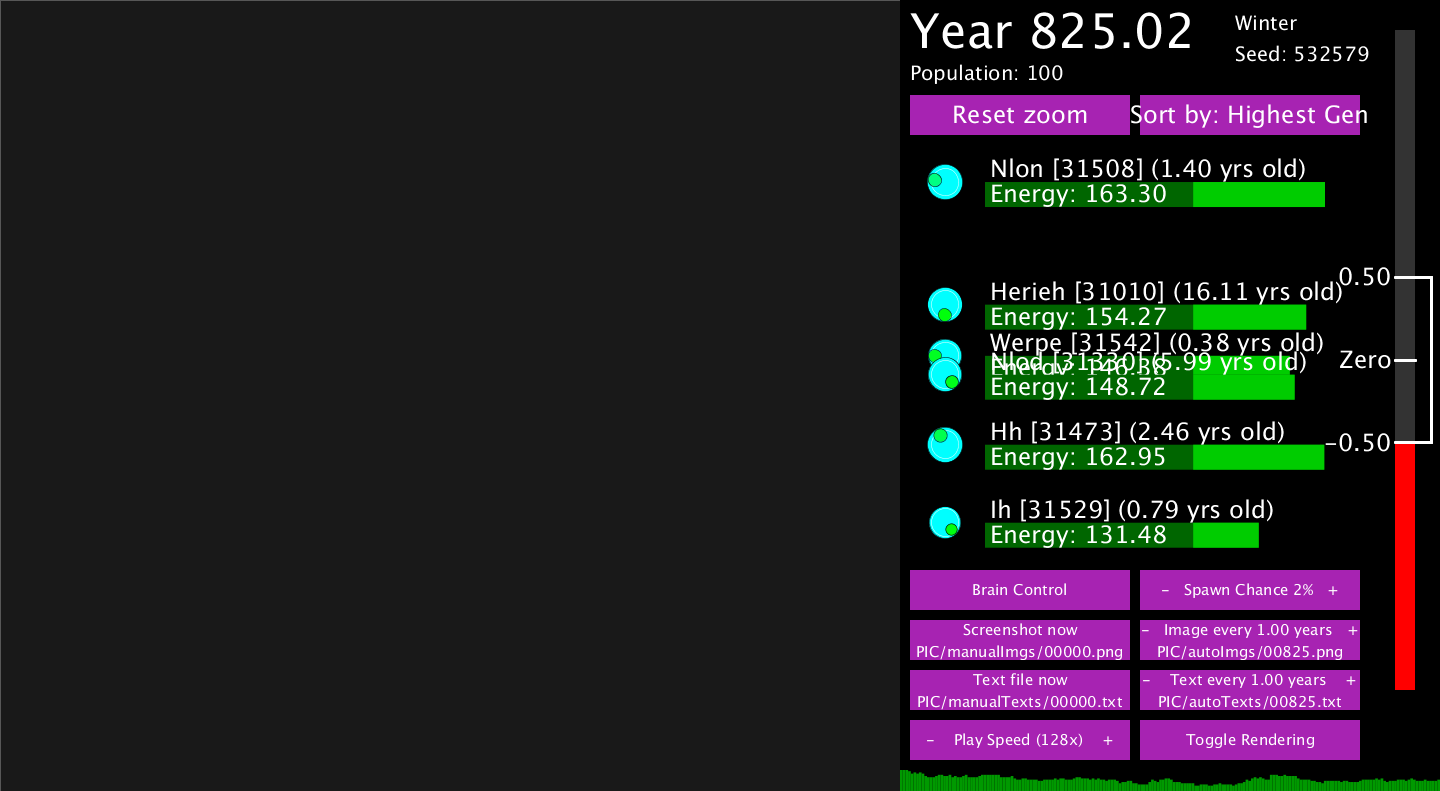 Year 825.02
Winter
Seed: 532579
Population: 100
Reset zoom
Sort by: Highest Gen
Nlon [31508] (1.40 yrs old)
Energy: 163.30
0.50
Herieh [31010] (16.11 yrs old)
Energy: 154.27
Werpe [31542] (0.38 yrs old)
Zero
Nlod [31330] (5.99 yrs old)
Energy: 146.38
Energy: 148.72
Hh [31473] (2.46 yrs old)
-0.50
Energy: 162.95
Ih [31529] (0.79 yrs old)
Energy: 131.48
Brain Control
- Spawn Chance 2% +
Screenshot now
PIC/manualImgs/00000.png
- Image every 1.00 years +
PIC/autoImgs/00825.png
Text file now
PIC/manualTexts/00000.txt
- Text every 1.00 years +
PIC/autoTexts/00825.txt
- Play Speed (128x) +
Toggle Rendering